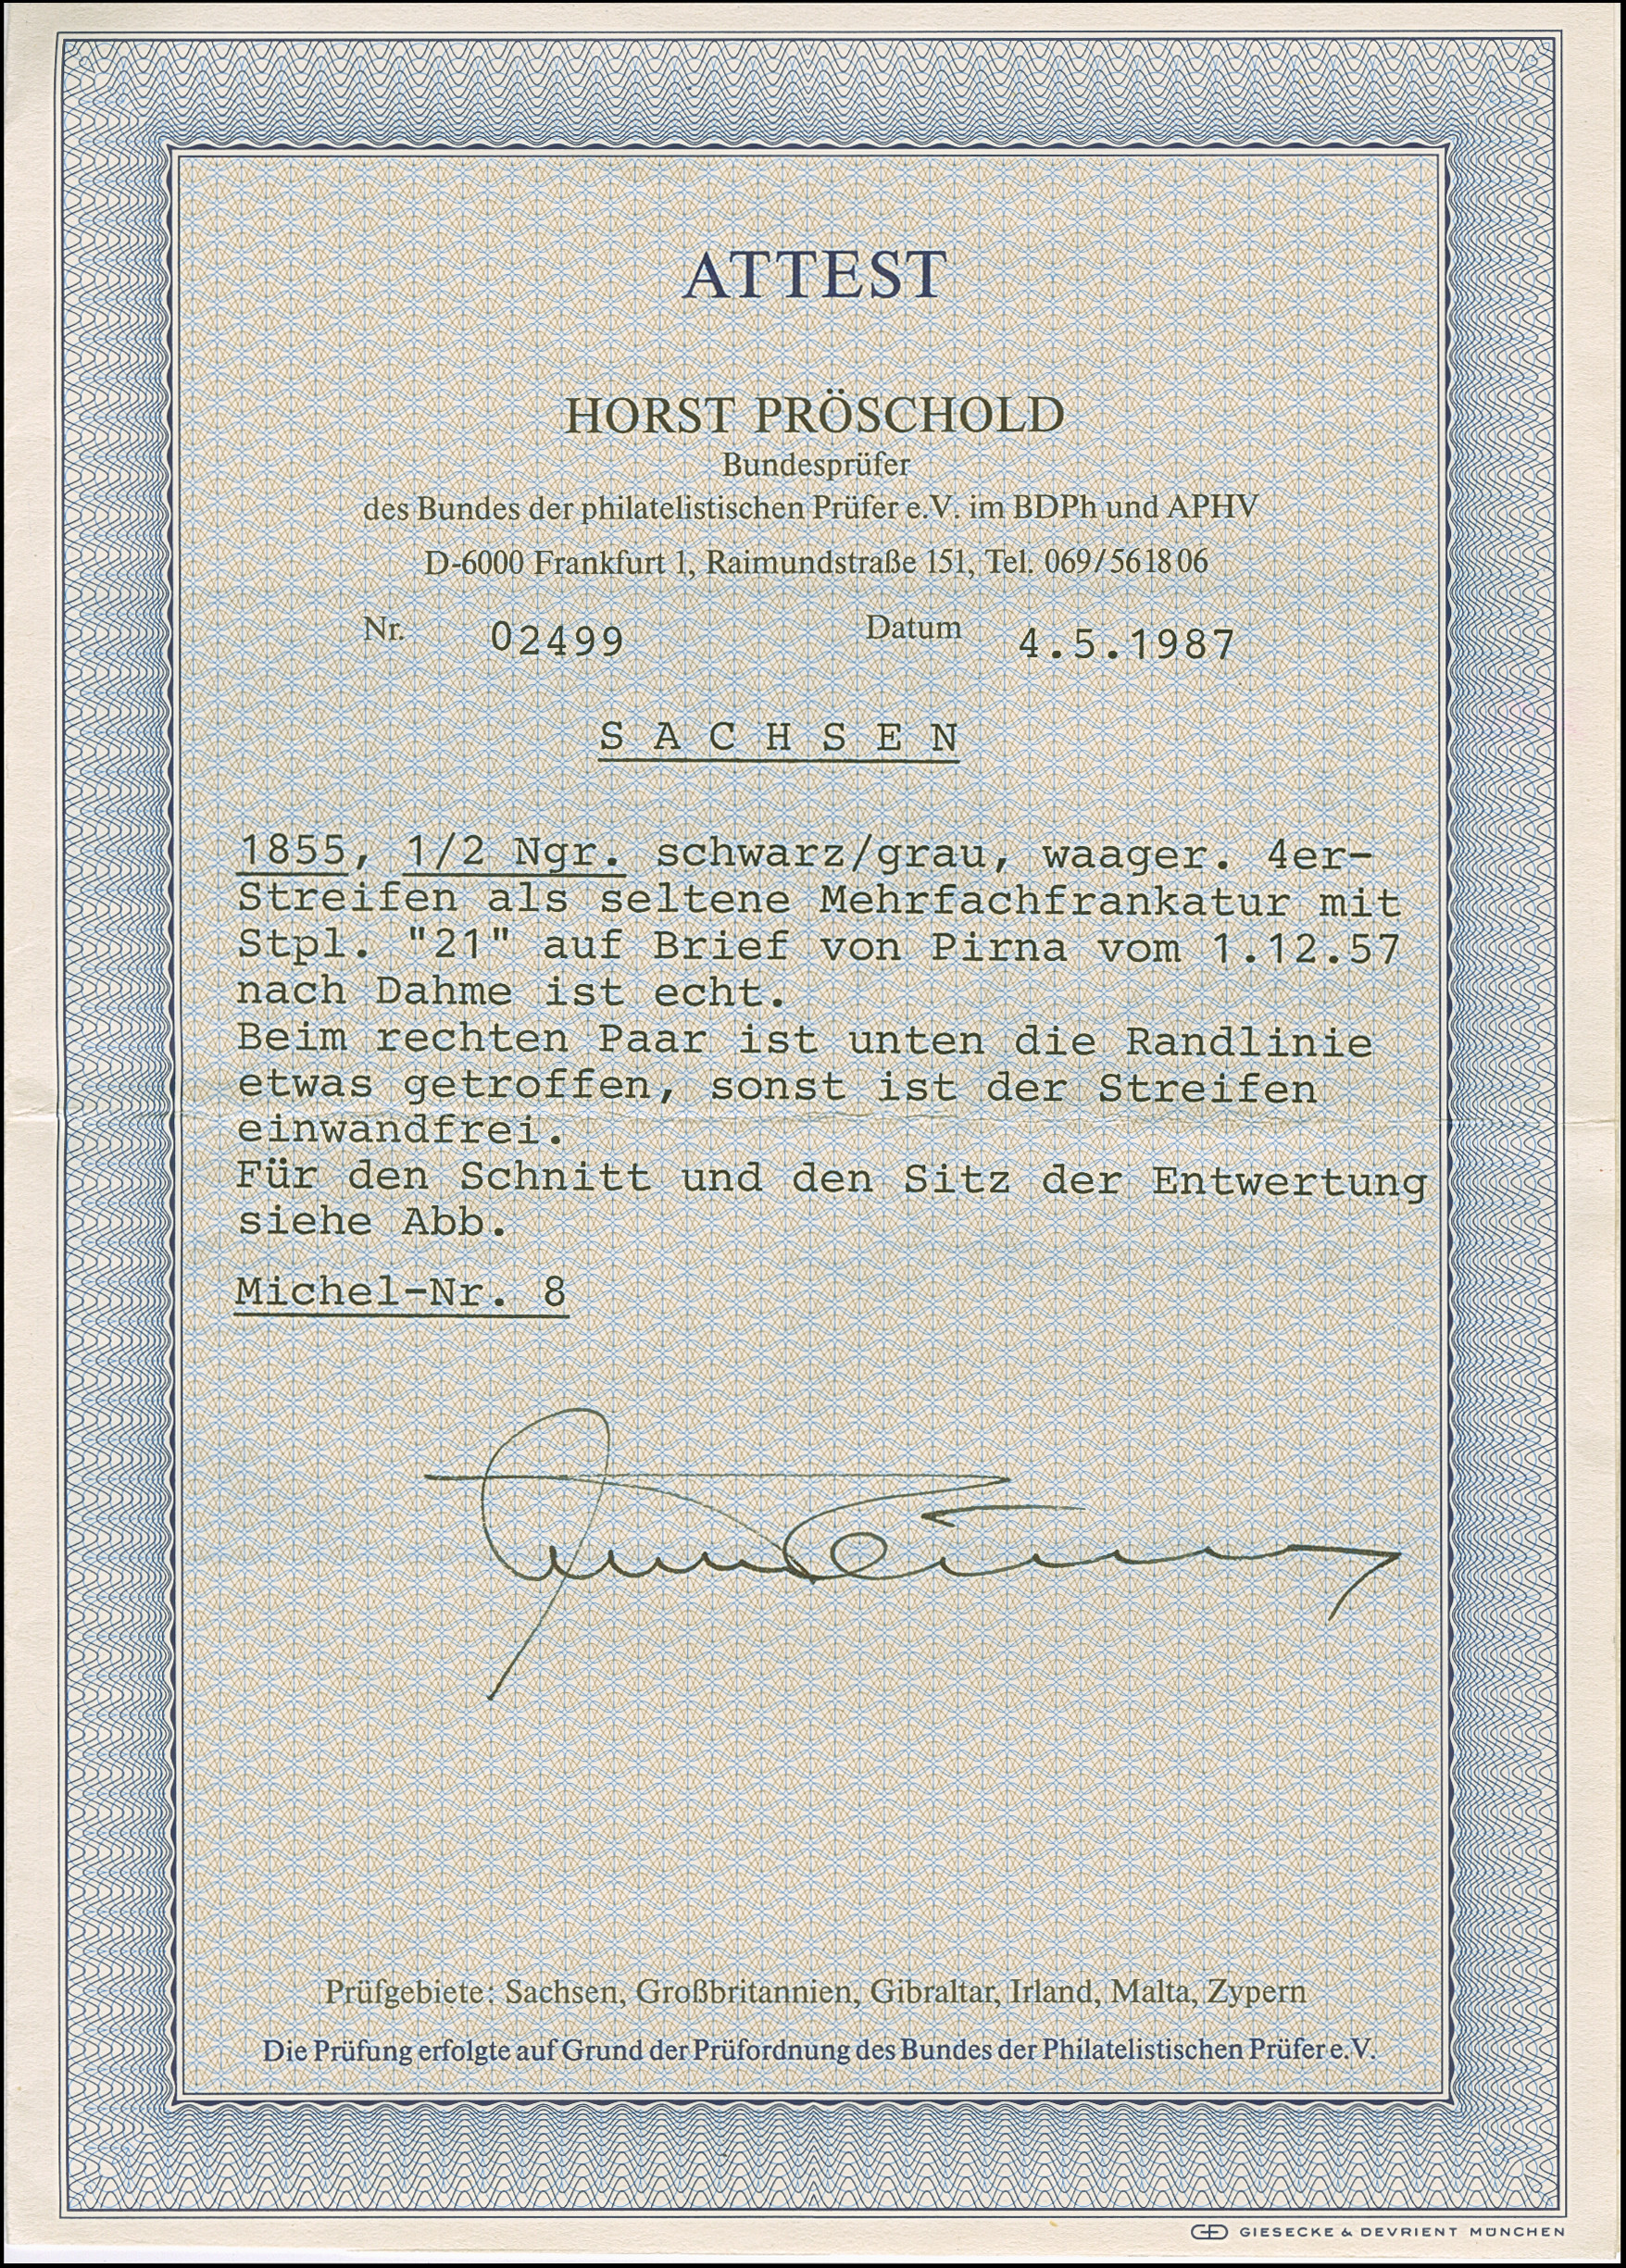 ATTEST
HORST PRÖSCHOLD
Bundesprüfer
des Bundes der philatelistischen Prüfer e.V. im BDPh und APHV
D-6000 Frankfurt 1, Raimundstraße 151, Tel. 069/561806
Nr. 02499 Datum 4.5.1987
SACHSEN
1855, 1/2 Ngr. schwarz/grau, waager. 4er-
Streifen als seltene Mehrfachfrankatur mit
Stpl. "21" auf Brief von Pirna vom 1.12.57
nach Dahme ist echt.
Beim rechten Paar ist unten die Randlinie
etwas getroffen, sonst ist der Streifen
einwandfrei.
Für den Schnitt und den Sitz der Entwertung
siehe Abb.
Michel-Nr. 8
Prüfgebiete: Sachsen, Großbritannien, Gibraltar, Irland, Malta, Zypern
Die Prüfung erfolgte auf Grund der Prüfordnung des Bundes der Philatelistischen Prüfer e.V.
GIESECKE & DEVRIENT MÜNCHEN